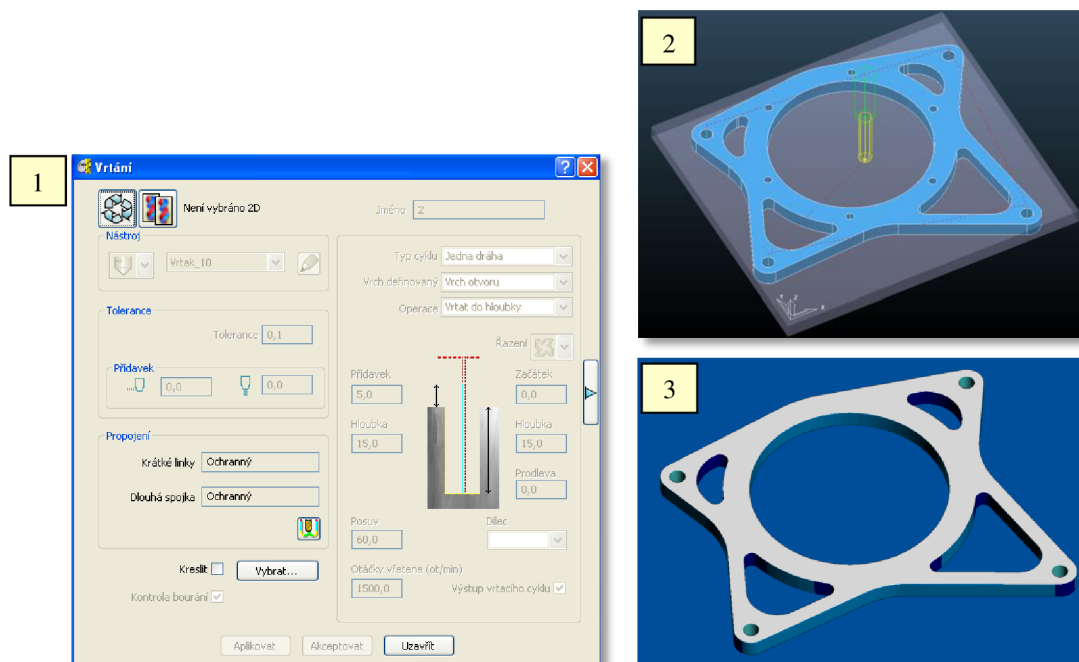 1
2
3
Vrtání
Není vybráno 2D
Jméno 2
Nástroj
Vrtak_10
Tolerance
Tolerance 0,1
Přídavek
0,0 0,0
Propojení
Krátké linky Ochranný
Dlouhá spojka Ochranný
Kreslit Vybrat...
Kontrola bourání
Typ cyklu Jedna dráha
Vrch definovaný Vrch otvoru
Operace Vrtat do hloubky
Řazení
Přídavek Začátek
5,0 0,0
Hloubka Hloubka
15,0 15,0
Prodleva
0,0
Posuv Dílec
60,0
Otáčky vřetene (ot/min)
1500,0 Výstup vrtacího cyklu
Aplikovat Akceptovat Uzavřít